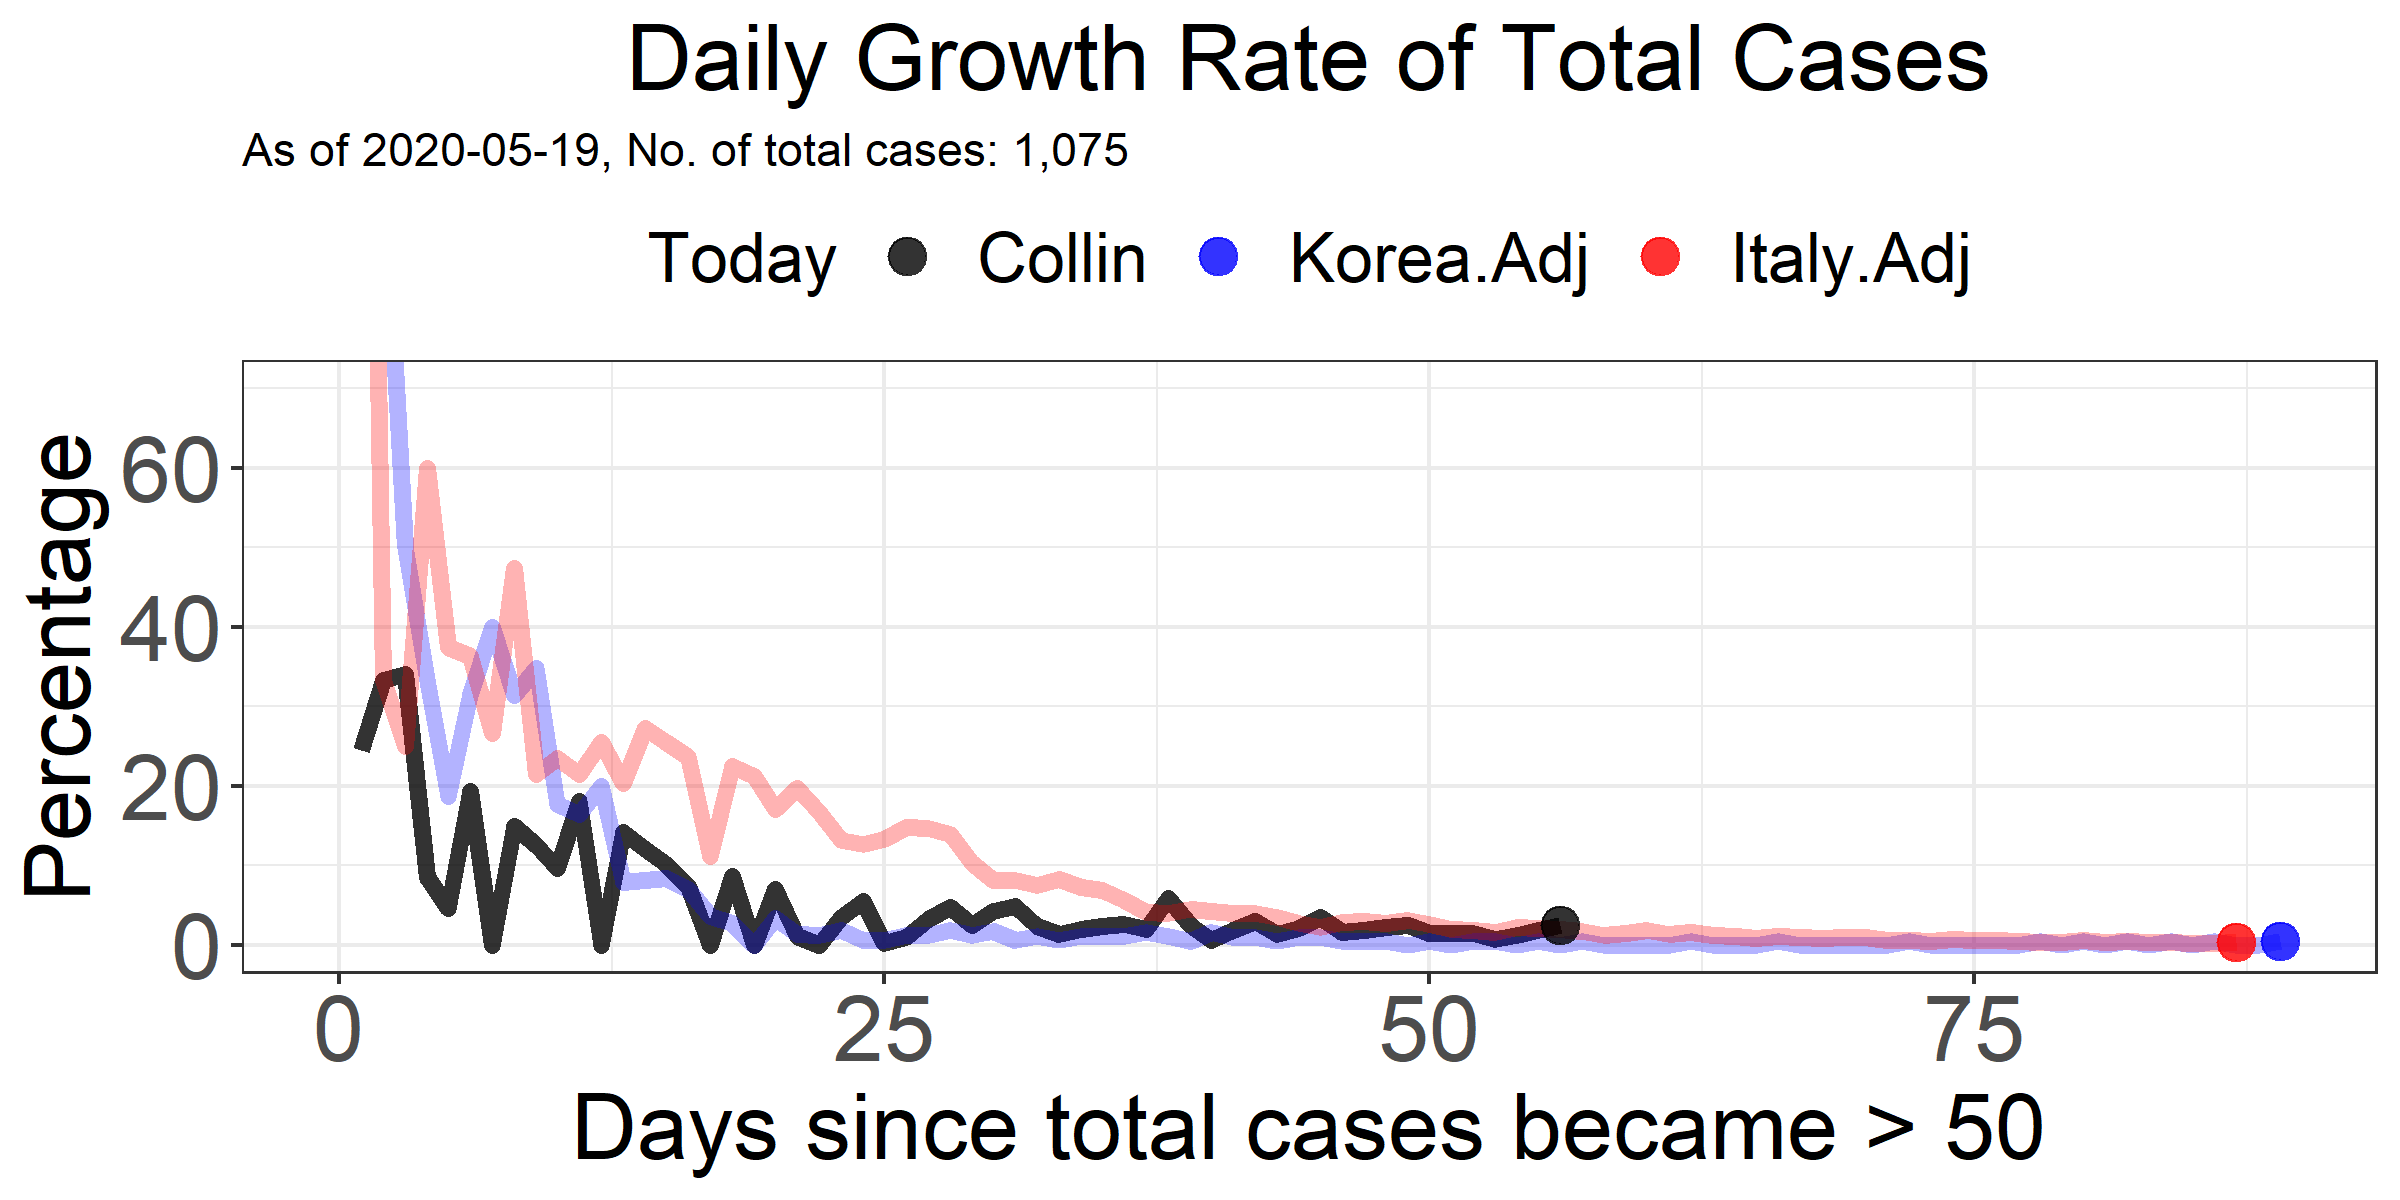 Daily Growth Rate of Total Cases
As of 2020-05-19, No. of total cases: 1,075
Today Collin Korea.Adj Italy.Adj
Percentage
60
40
20
0
0 25 50 75
Days since total cases became > 50